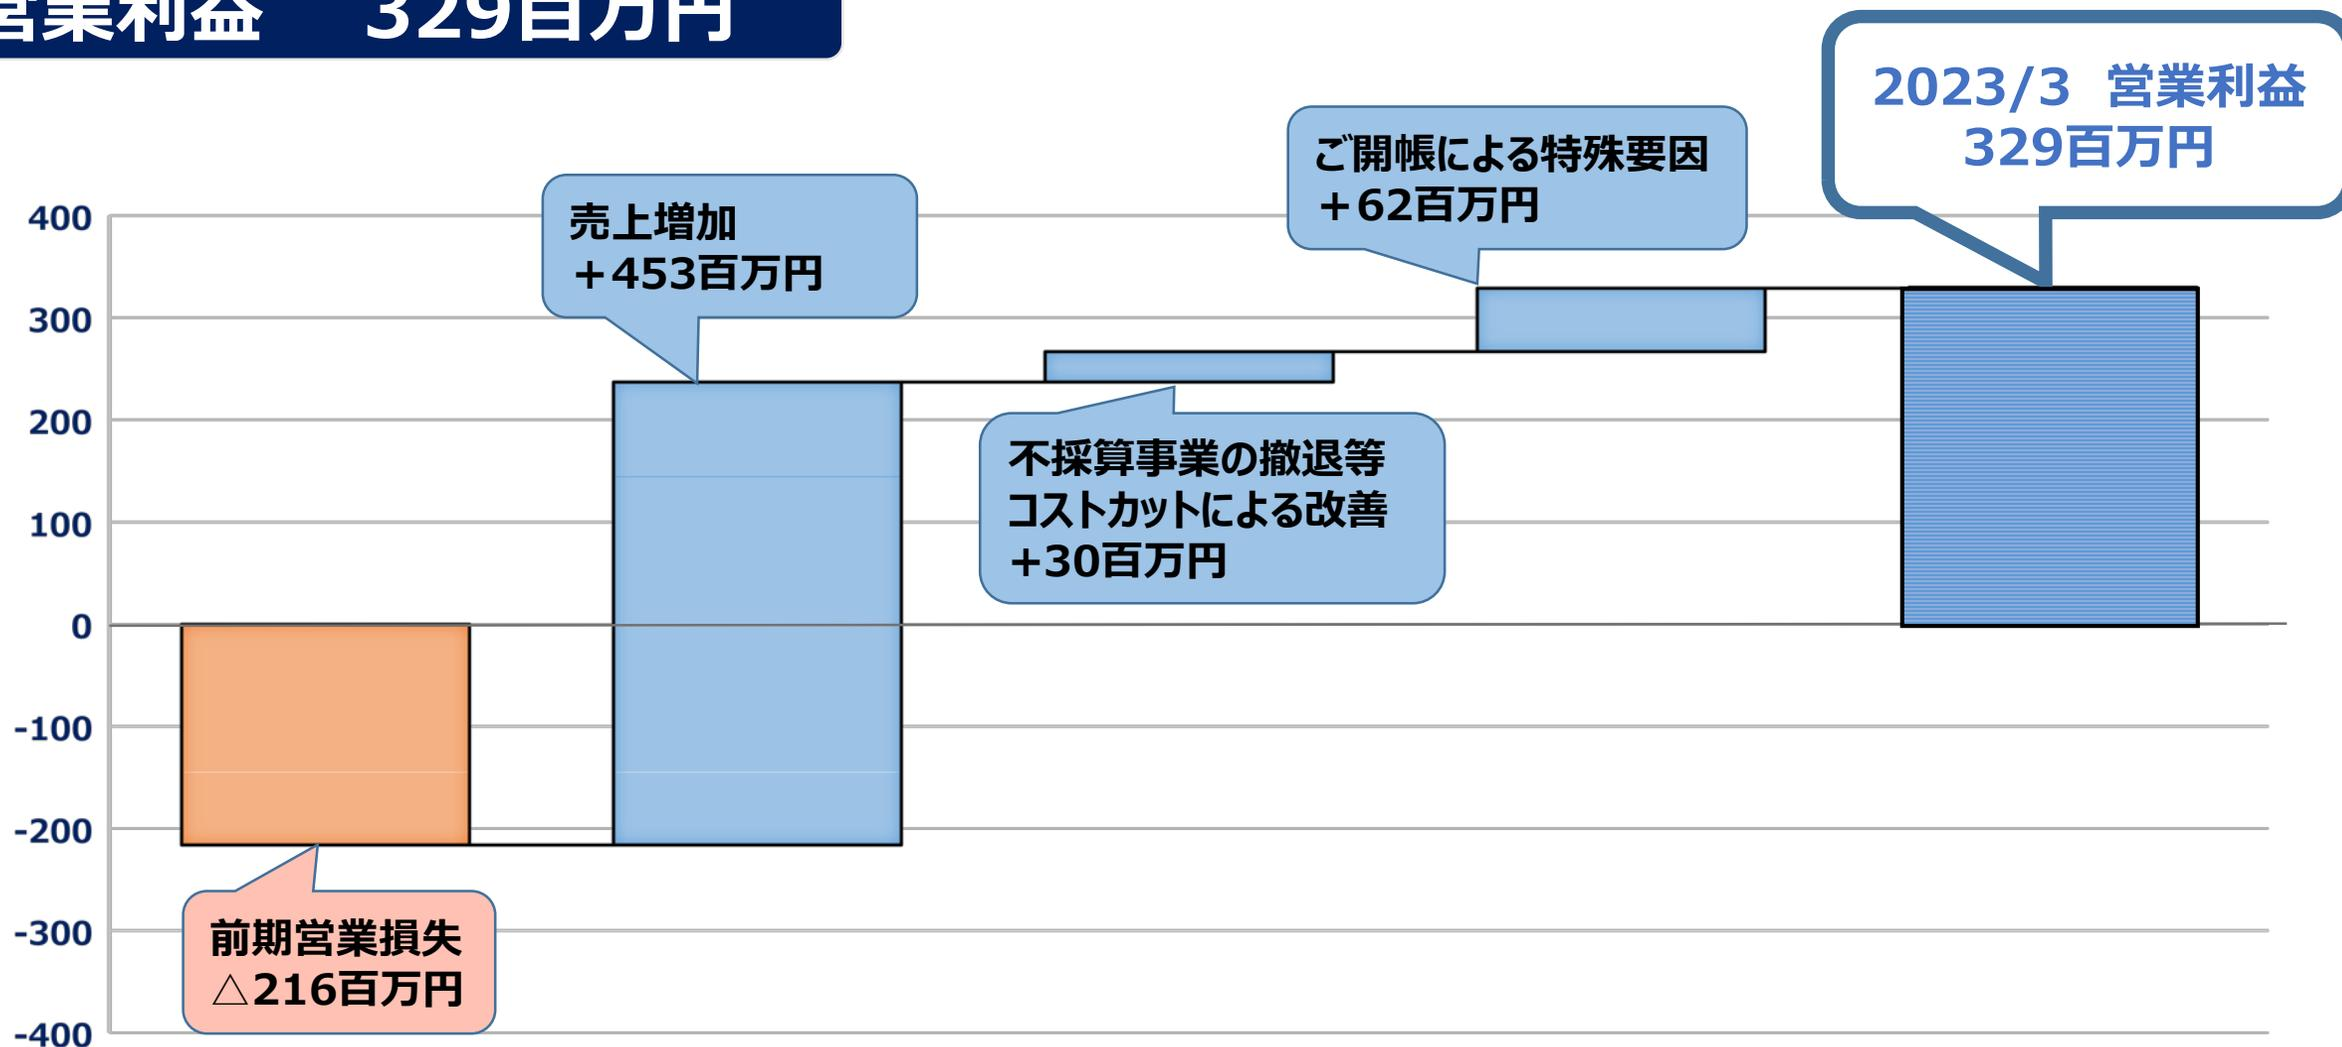 営業利益 329百万円
2023/3 営業利益
329百万円
ご開帳による特殊要因
+62百万円
売上増加
+453百万円
不採算事業の撤退等
コストカットによる改善
+30百万円
前期営業損失
△216百万円
400
300
200
100
0
-100
-200
-300
-400